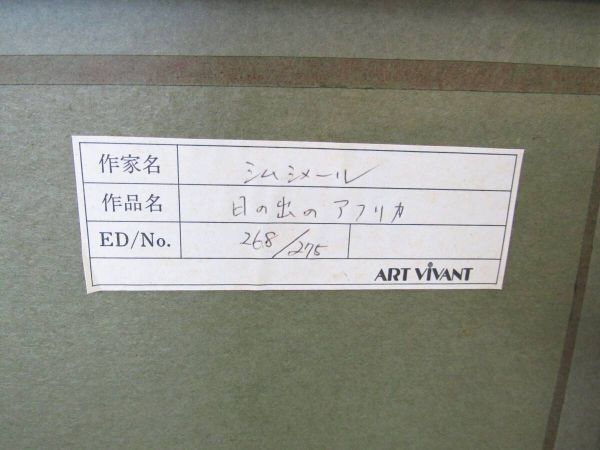 作家名 シムシメール
作品名 日の出のアフリカ
ED/No. 268/275
ART ViVANT